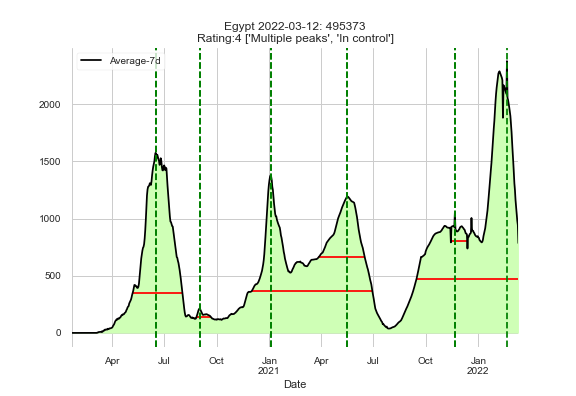 Egypt 2022-03-12: 495373
Rating:4 ['Multiple peaks', 'In control']
Average-7d
2000
1500
1000
500
0
Apr Jul Oct Jan Apr Jul Oct Jan
2021 2022
Date